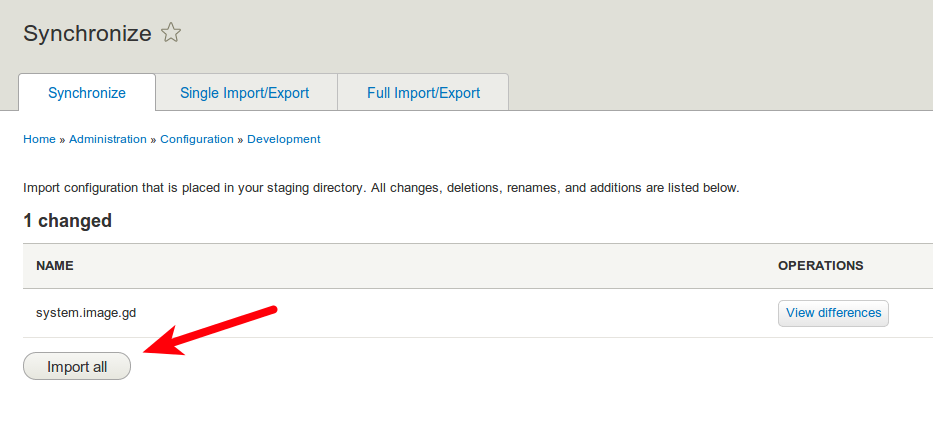 Synchronize
Synchronize Single Import/Export Full Import/Export
Home » Administration » Configuration » Development
Import configuration that is placed in your staging directory. All changes, deletions, renames, and additions are listed below.
1 changed
NAME OPERATIONS
system.image.gd View differences
Import all